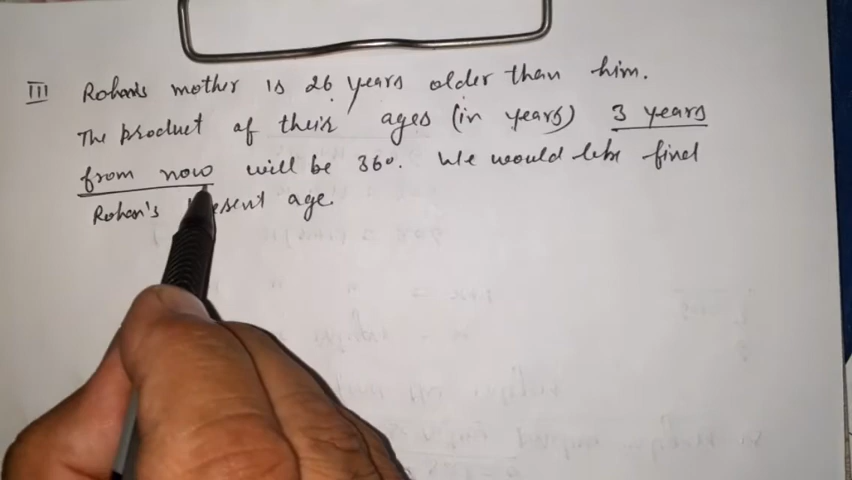 III Rohan's mother is 26 years older than him.
The product of their ages (in years) 3 years
from now will be 360. We would like find
Rohan's age.